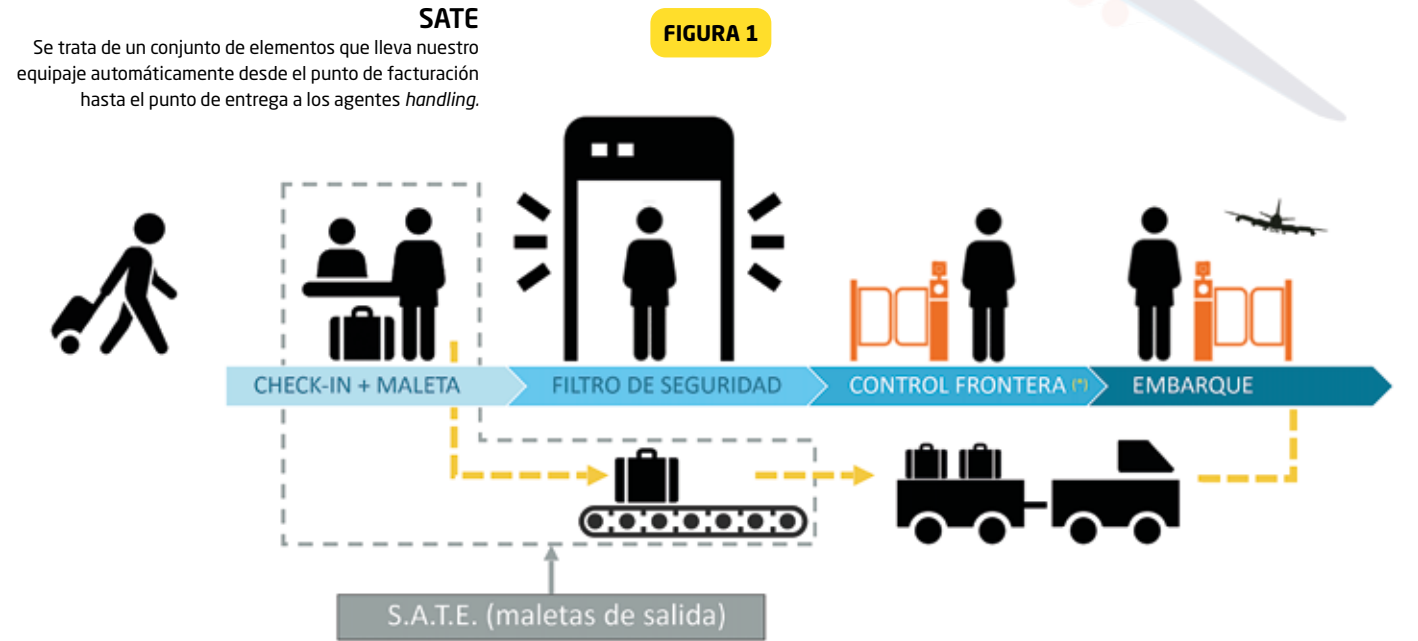 SATE
Se trata de un conjunto de elementos que lleva nuestro
equipaje automáticamente desde el punto de facturación
hasta el punto de entrega a los agentes handling.
FIGURA 1
CHECK-IN + MALETA
FILTRO DE SEGURIDAD
CONTROL FRONTERA (*)
EMBARQUE
S.A.T.E. (maletas de salida)